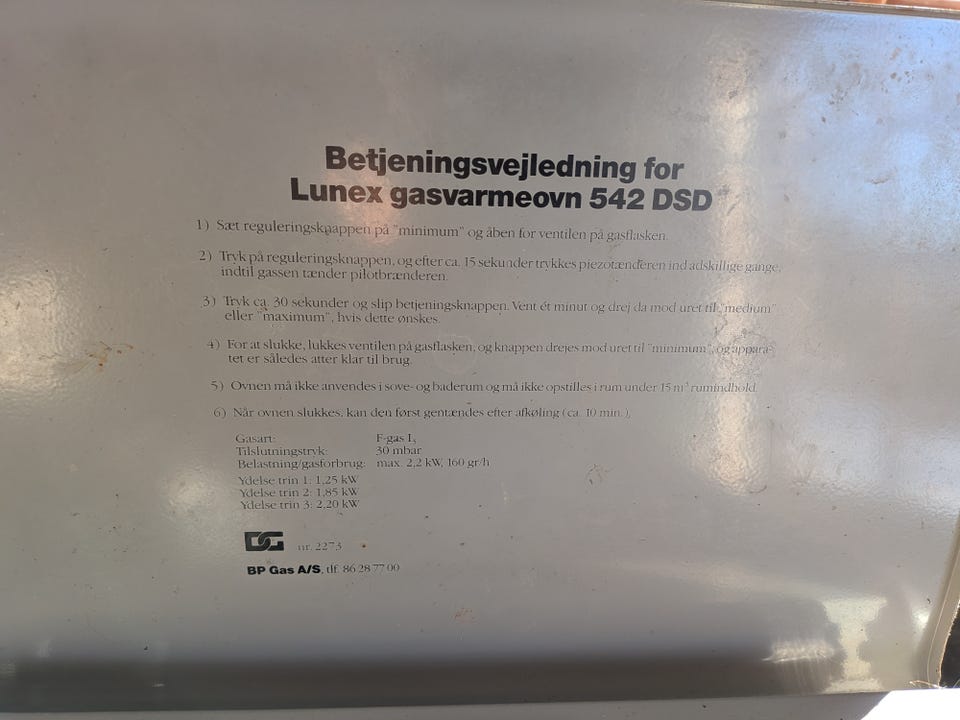 Betjeningsvejledning for
Lunex gasvarmeovn 542 DSD
1) Sæt reguleringsknappen på "minimum" og åben for ventilen på gasflasken.
2) Tryk på reguleringsknappen, og efter ca. 15 sekunder trykkes piezotænderen ind adskillige gange,
indtil gassen tænder pilotbrænderen.
3) Tryk ca. 30 sekunder og slip betjeningsknappen. Vent ét minut og drej da mod uret til "medium"
eller "maximum", hvis dette ønskes.
4) For at slukke, lukkes ventilen på gasflasken, og knappen drejes mod uret til "minimum", og appara-
tet er således atter klar til brug.
5) Ovnen må ikke anvendes i sove- og baderum og må ikke opstilles i rum under 15 m³ rumindhold.
6) Når ovnen slukkes, kan den først gentændes efter afkøling (ca. 10 min.).
Gasart: F-gas I₃
Tilslutningstryk: 30 mbar
Belastning/gasforbrug: max. 2,2 kW, 160 gr/h
Ydelse trin 1: 1,25 kW
Ydelse trin 2: 1,85 kW
Ydelse trin 3: 2,20 kW
DG nr. 2273
BP Gas A/S, tlf. 86 28 77 00